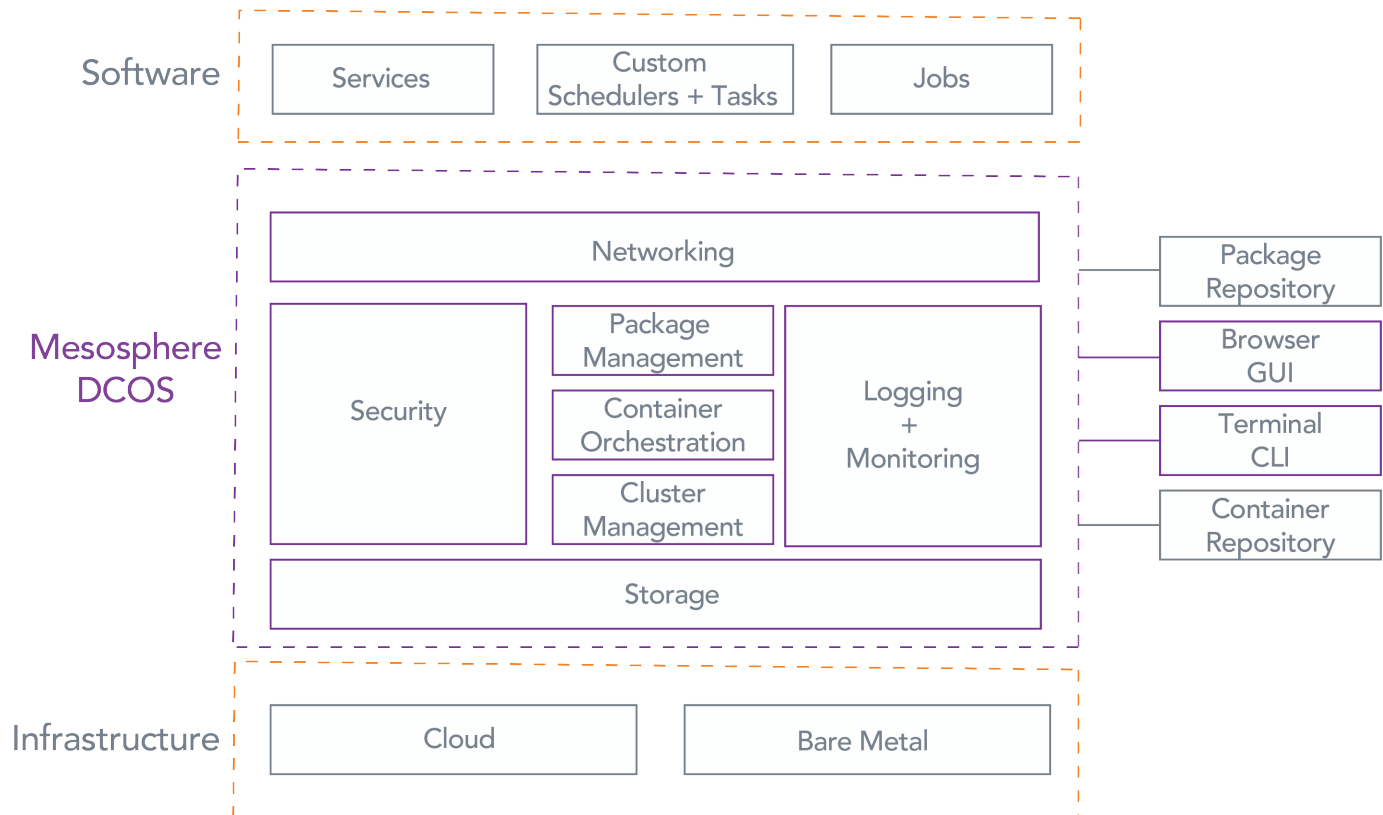 Software
Services
Custom
Schedulers + Tasks
Jobs
Mesosphere
DCOS
Networking
Security
Package
Management
Container
Orchestration
Cluster
Management
Logging
+
Monitoring
Storage
Package
Repository
Browser
GUI
Terminal
CLI
Container
Repository
Infrastructure
Cloud
Bare Metal